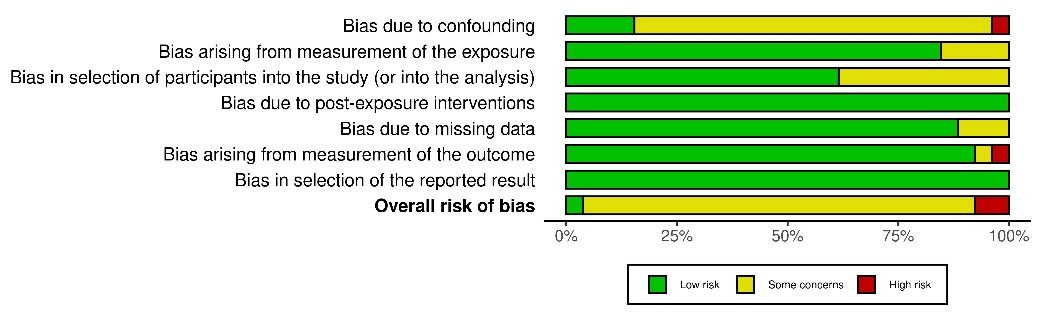 Bias due to confounding
Bias arising from measurement of the exposure
Bias in selection of participants into the study (or into the analysis)
Bias due to post-exposure interventions
Bias due to missing data
Bias arising from measurement of the outcome
Bias in selection of the reported result
Overall risk of bias
0% 25% 50% 75% 100%
Low risk Some concerns High risk